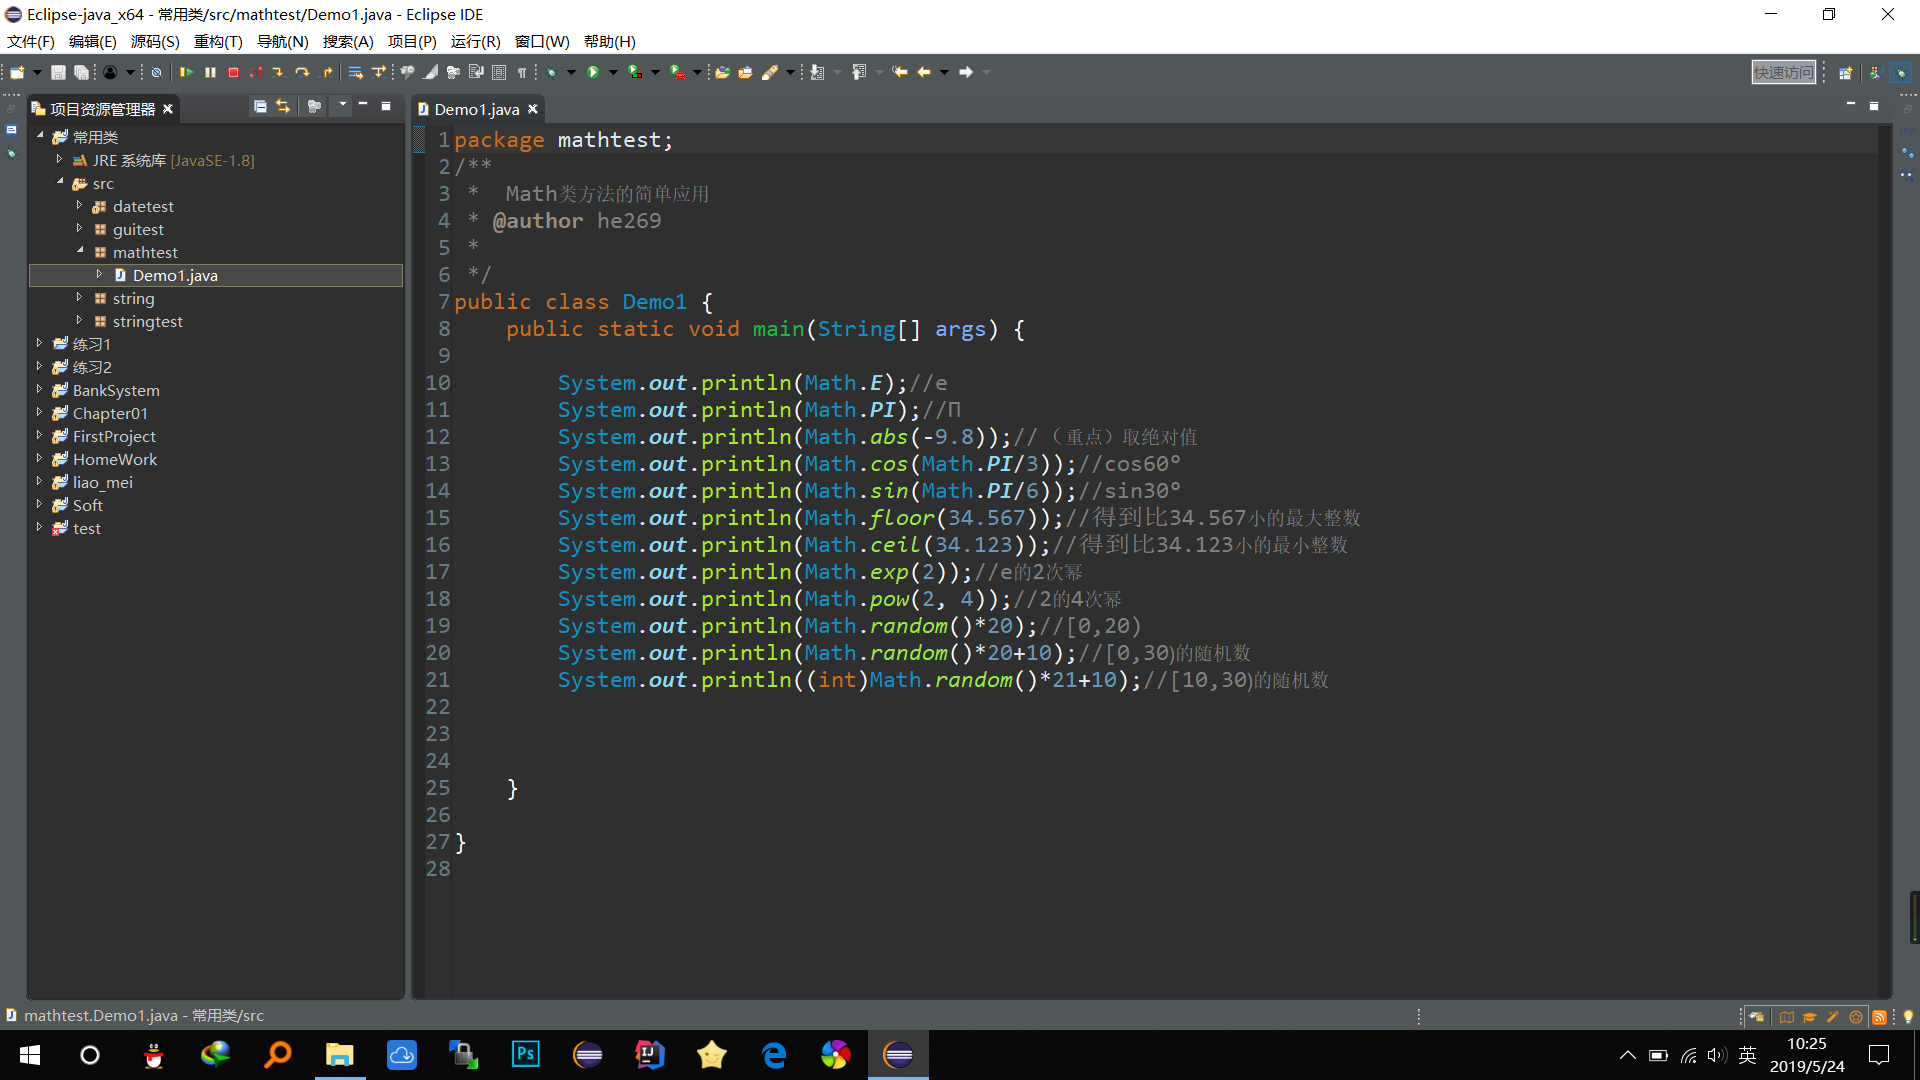 Eclipse-java_x64 - 常用类/src/mathtest/Demo1.java - Eclipse IDE
文件(F) 编辑(E) 源码(S) 重构(T) 导航(N) 搜索(A) 项目(P) 运行(R) 窗口(W) 帮助(H)
快速访问
项目资源管理器
常用类
JRE 系统库 [JavaSE-1.8]
src
datetest
guitest
mathtest
Demo1.java
string
stringtest
练习1
练习2
BankSystem
Chapter01
FirstProject
HomeWork
liao_mei
Soft
test
Demo1.java
1 package mathtest;
2 /**
3  *  Math类方法的简单应用
4  * @author he269
5  *
6  */
7 public class Demo1 {
8     public static void main(String[] args) {
9
10         System.out.println(Math.E);//e
11         System.out.println(Math.PI);//Π
12         System.out.println(Math.abs(-9.8));//（重点）取绝对值
13         System.out.println(Math.cos(Math.PI/3));//cos60°
14         System.out.println(Math.sin(Math.PI/6));//sin30°
15         System.out.println(Math.floor(34.567));//得到比34.567小的最大整数
16         System.out.println(Math.ceil(34.123));//得到比34.123小的最小整数
17         System.out.println(Math.exp(2));//e的2次幂
18         System.out.println(Math.pow(2, 4));//2的4次幂
19         System.out.println(Math.random()*20);//[0,20)
20         System.out.println(Math.random()*20+10);//[0,30)的随机数
21         System.out.println((int)Math.random()*21+10);//[10,30)的随机数
22
23
24
25     }
26
27 }
28
mathtest.Demo1.java - 常用类/src
Ps
IJ
英
10:25
2019/5/24